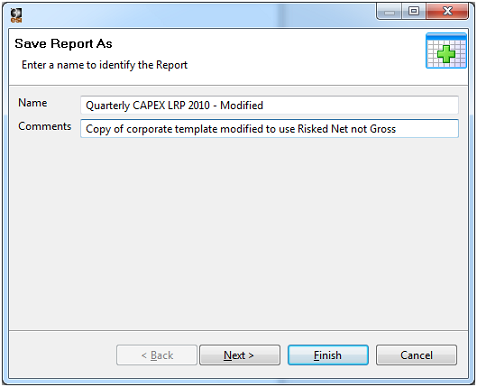 Save Report As
Enter a name to identify the Report
Name Quarterly CAPEX LRP 2010 - Modified
Comments Copy of corporate template modified to use Risked Net not Gross
< Back Next > Finish Cancel